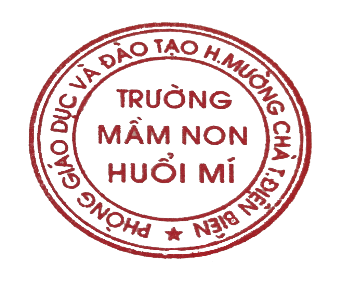 PHÒNG GIÁO DỤC VÀ ĐÀO TẠO H.MƯỜNG CHÀ T.ĐIỆN BIÊN ★
TRƯỜNG
MẦM NON
HUỔI MÍ